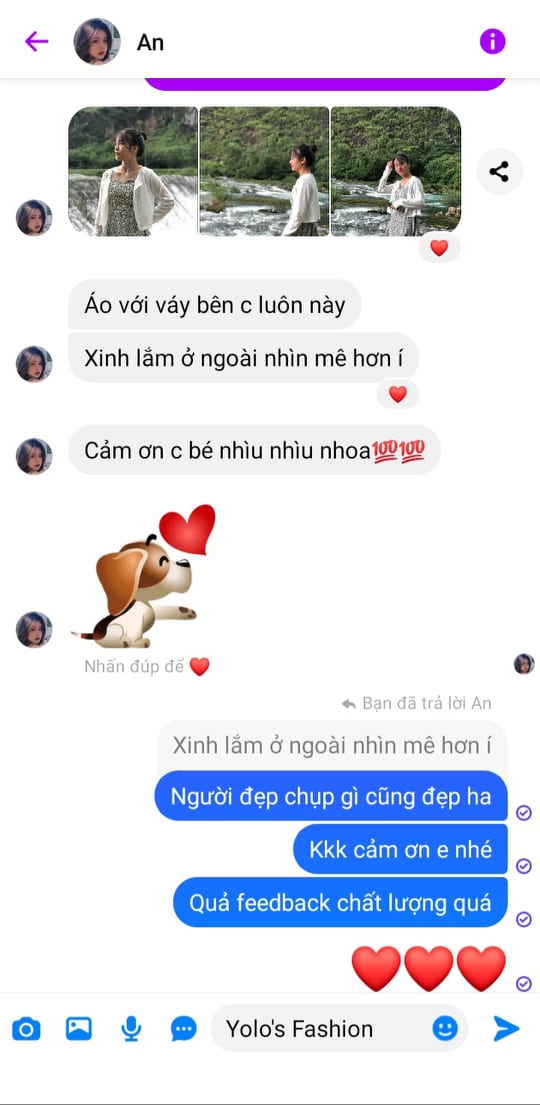 An
Áo với váy bên c luôn này
Xinh lắm ở ngoài nhìn mê hơn í
Cảm ơn c bé nhìu nhìu nhoa💯💯
Nhấn đúp để ❤️
Bạn đã trả lời An
Xinh lắm ở ngoài nhìn mê hơn í
Người đẹp chụp gì cũng đẹp ha
Kkk cảm ơn e nhé
Quả feedback chất lượng quá
Yolo's Fashion